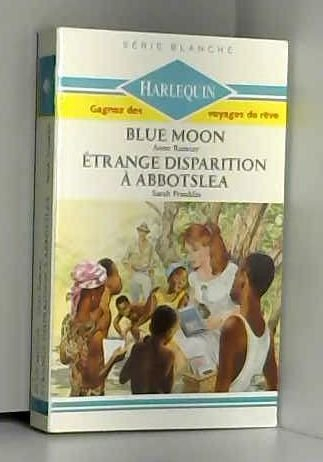 SÉRIE BLANCHE
HARLEQUIN
Gagnez des voyages de rêve
BLUE MOON
Anne Ramsay
ÉTRANGE DISPARITION
À ABBOTSLEA
Sarah Franklin